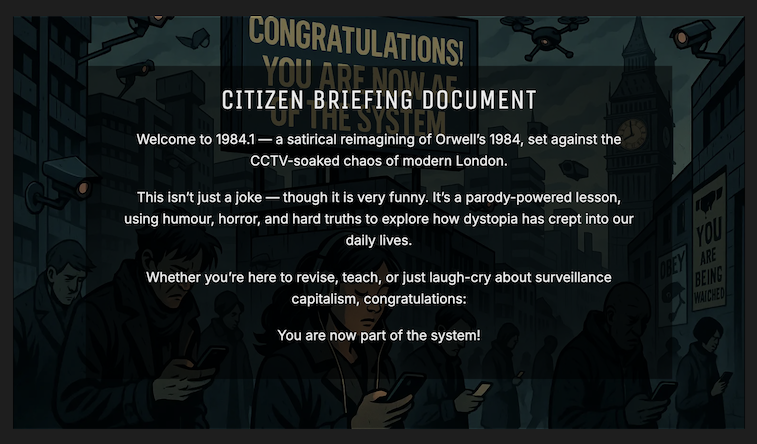 CONGRATULATIONS!
YOU ARE NOW
OF THE SYSTEM
CITIZEN BRIEFING DOCUMENT
Welcome to 1984.1 — a satirical reimagining of Orwell’s 1984, set against the
CCTV-soaked chaos of modern London.
This isn’t just a joke — though it is very funny. It’s a parody-powered lesson,
using humour, horror, and hard truths to explore how dystopia has crept into our
daily lives.
Whether you’re here to revise, teach, or just laugh-cry about surveillance
capitalism, congratulations:
You are now part of the system!
OBEY
YOU
ARE
BEING
WATCHED